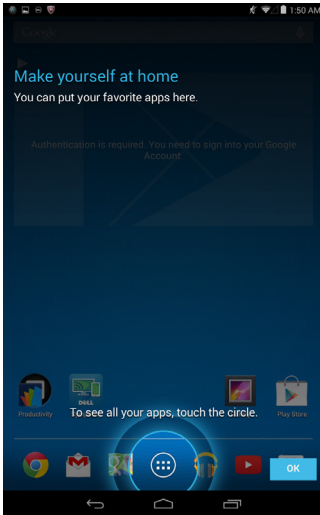 1:50 AM
Google
Make yourself at home
You can put your favorite apps here.
Authentication is required. You need to sign into your Google
Account.
DELL
To see all your apps, touch the circle.
Productivity
Play Store
OK